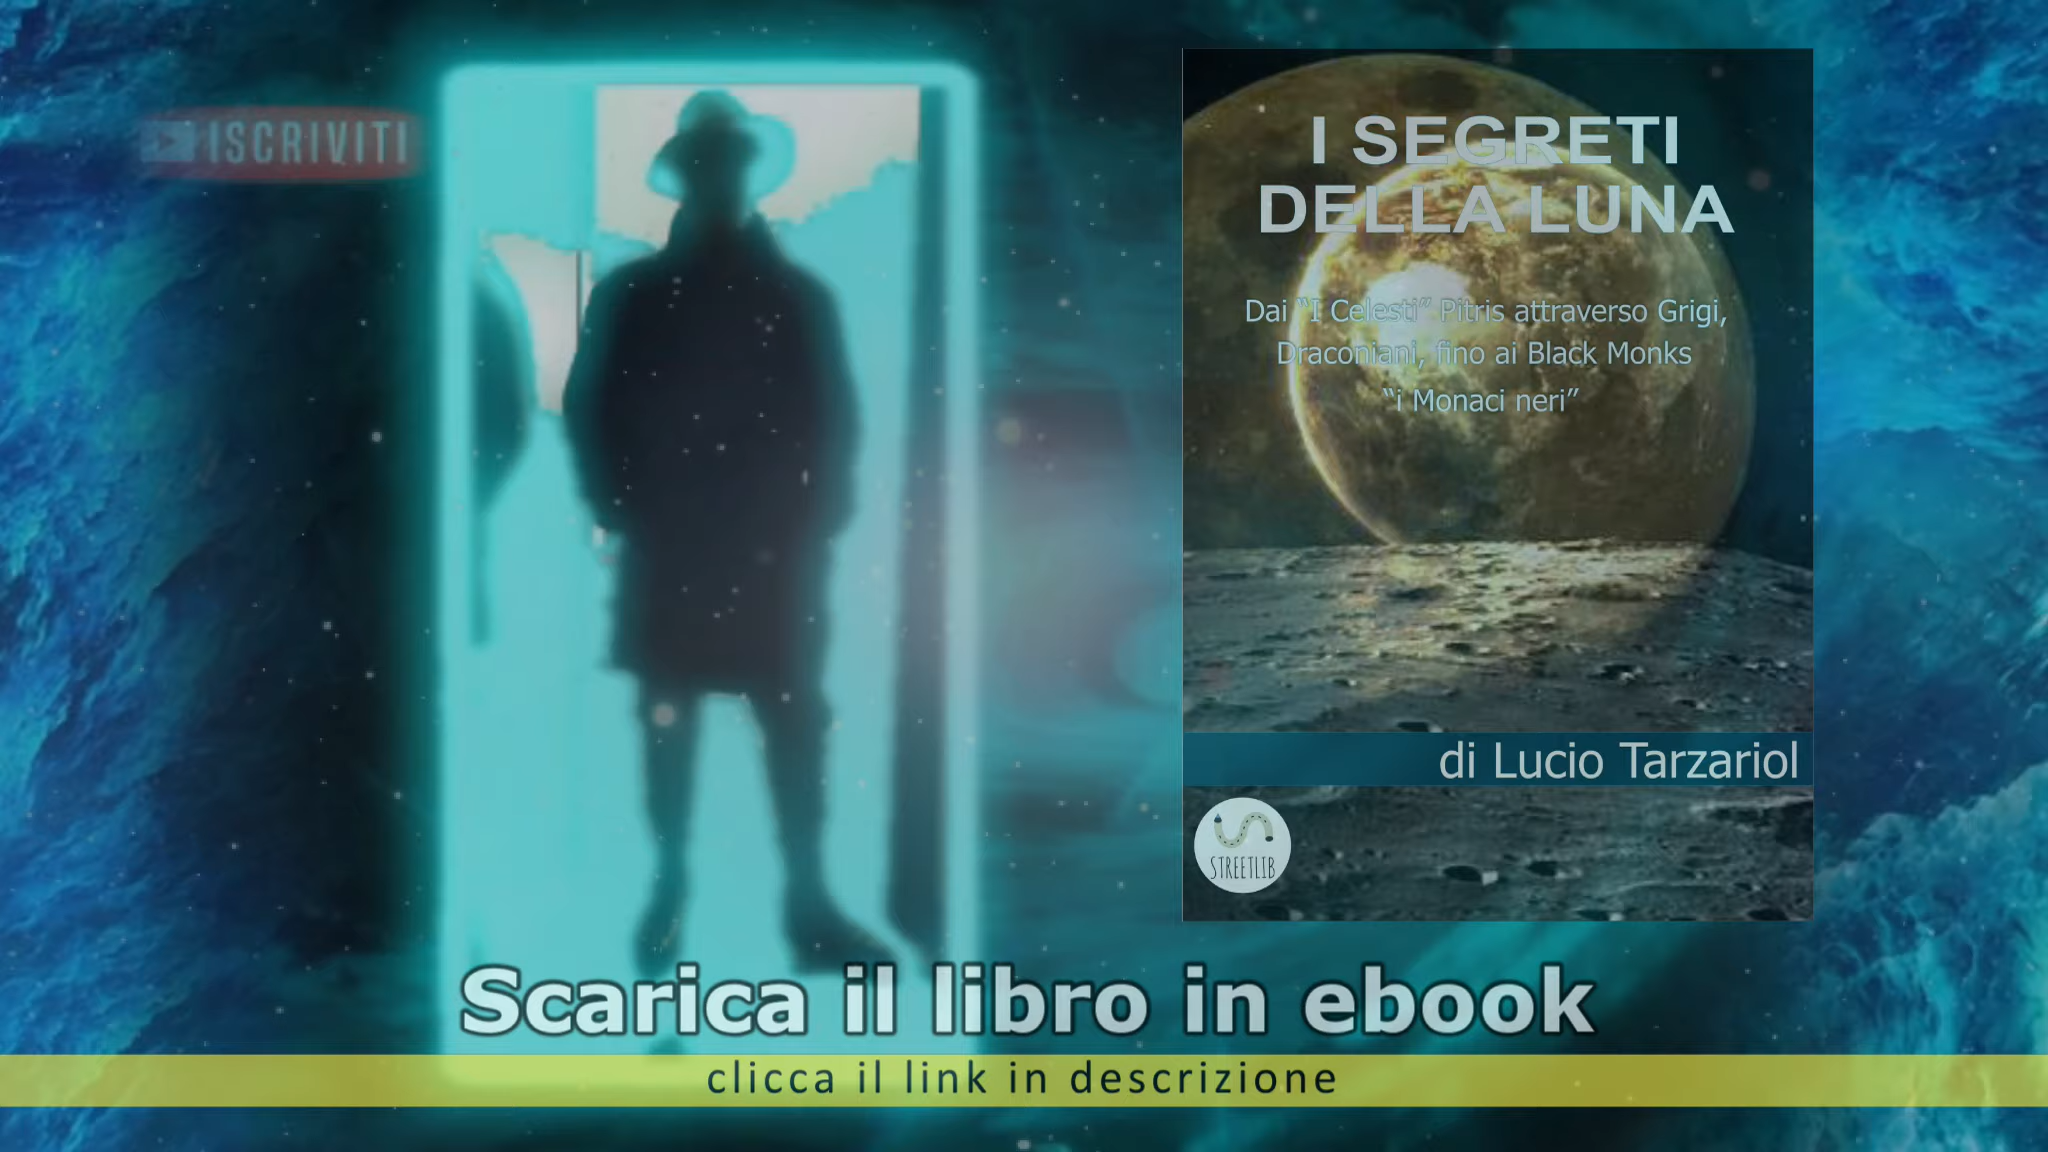 ISCRIVITI
I SEGRETI
DELLA LUNA
Dai “I Celesti” Pitris attraverso Grigi,
Draconiani, fino ai Black Monks
“i Monaci neri”
di Lucio Tarzariol
STREETLIB
Scarica il libro in ebook
clicca il link in descrizione